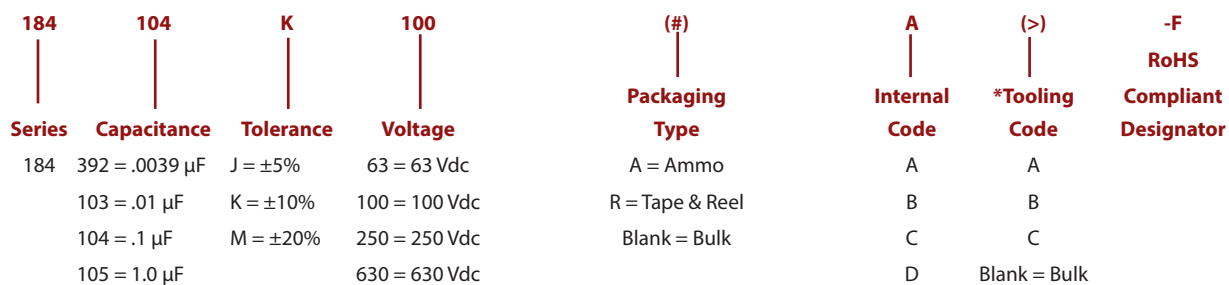 184 104 K 100 (#) A (>) -F
RoHS
Packaging Internal *Tooling Compliant
Series Capacitance Tolerance Voltage Type Code Code Designator
184 392 = .0039 µF J = ±5% 63 = 63 Vdc A = Ammo A A
103 = .01 µF K = ±10% 100 = 100 Vdc R = Tape & Reel B B
104 = .1 µF M = ±20% 250 = 250 Vdc Blank = Bulk C C
105 = 1.0 µF 630 = 630 Vdc D Blank = Bulk